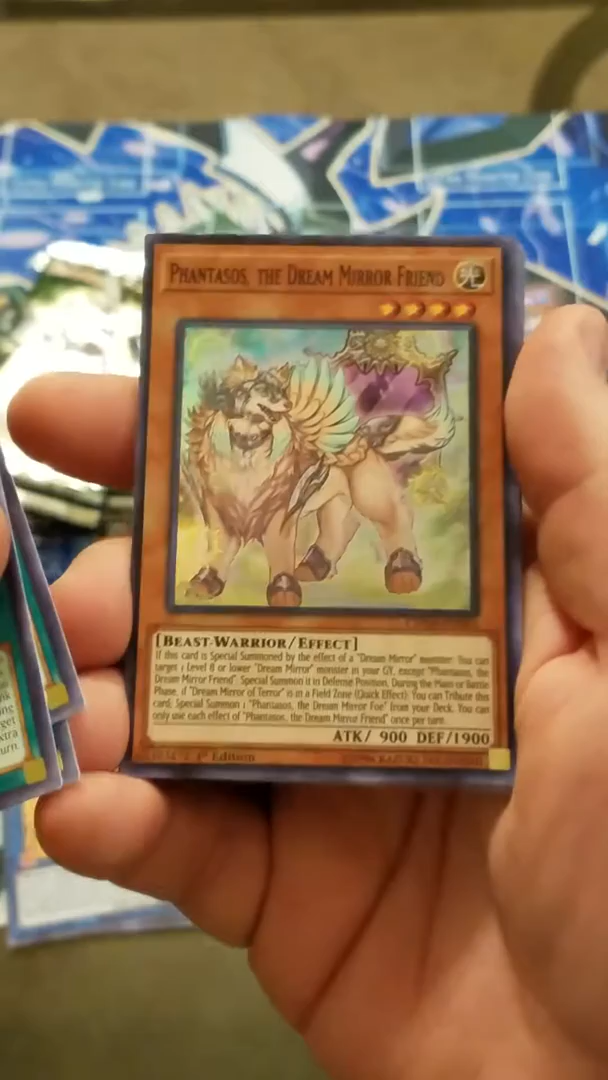 PHANTASOS, THE DREAM MIRROR FRIEND
光
[BEAST-WARRIOR/EFFECT]
If this card is Special Summoned by the effect of a "Dream Mirror" monster: You can
target 1 Level 8 or lower "Dream Mirror" monster in your GY, except "Phantasos, the
Dream Mirror Friend"; Special Summon it in Defense Position. During the Main or Battle
Phase, if "Dream Mirror of Terror" is in a Field Zone (Quick Effect): You can Tribute this
card; Special Summon 1 "Phantasos, the Dream Mirror Foe" from your Deck. You can
only use each effect of "Phantasos, the Dream Mirror Friend" once per turn.
ATK/ 900 DEF/1900
1st Edition
ing
get
xtra
urn.